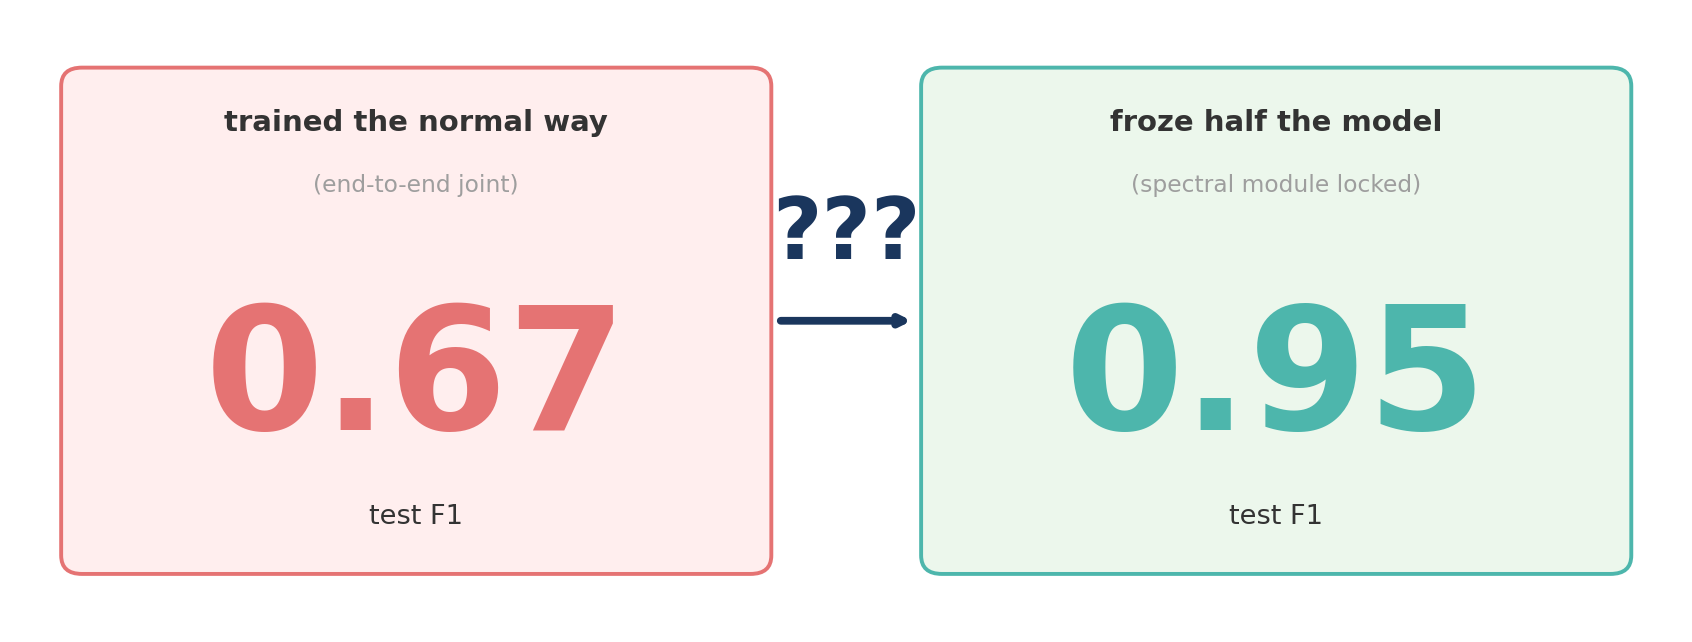 trained the normal way
(end-to-end joint)
0.67
test F1
???
froze half the model
(spectral module locked)
0.95
test F1